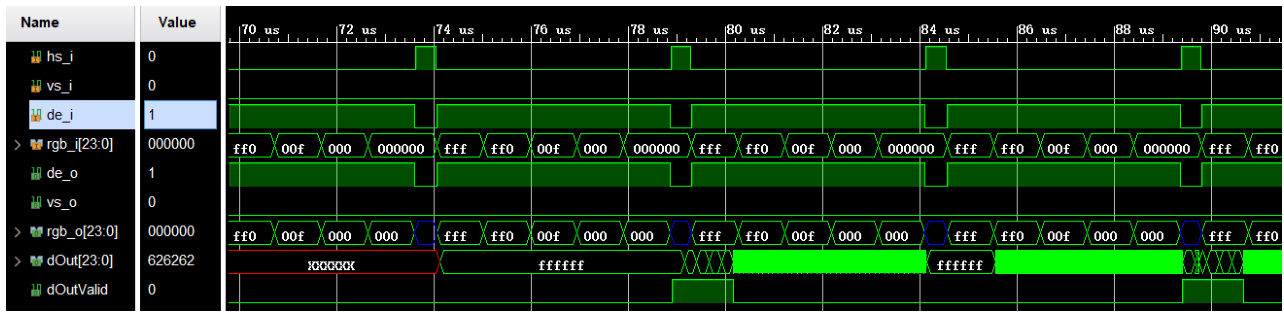 Name Value 70 us 72 us 74 us 76 us 78 us 80 us 82 us 84 us 86 us 88 us 90 us
hs_i 0
vs_i 0
de_i 1
rgb_i[23:0] 000000 ff0 00f 000 000000 fff ff0 00f 000 000000 fff ff0 00f 000 000000 fff ff0 00f 000 000000 fff ff0
de_o 1
vs_o 0
rgb_o[23:0] 000000 ff0 00f 000 000 fff ff0 00f 000 000 fff ff0 00f 000 000 fff ff0 00f 000 000 fff ff0
dOut[23:0] 626262 XXXXXX ffffff ffffff
dOutValid 0